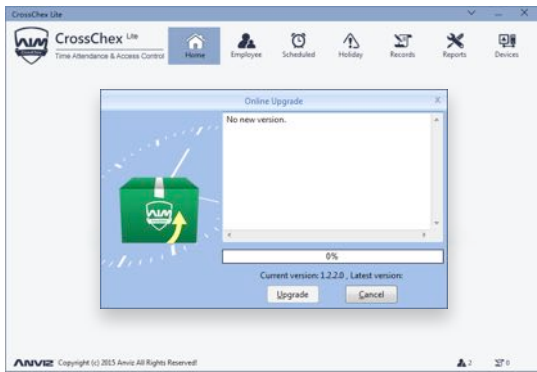 CrossChex Lite
CrossChex Lite
Time Attendance & Access Control
Home
Employee
Scheduled
Holiday
Records
Reports
Devices
Online Upgrade
No new version.
AIM
0%
Current version: 1.2.2.0 , Latest version:
Upgrade
Cancel
ANVIZ Copyright (c) 2015 Anviz All Rights Reserved!
2
0